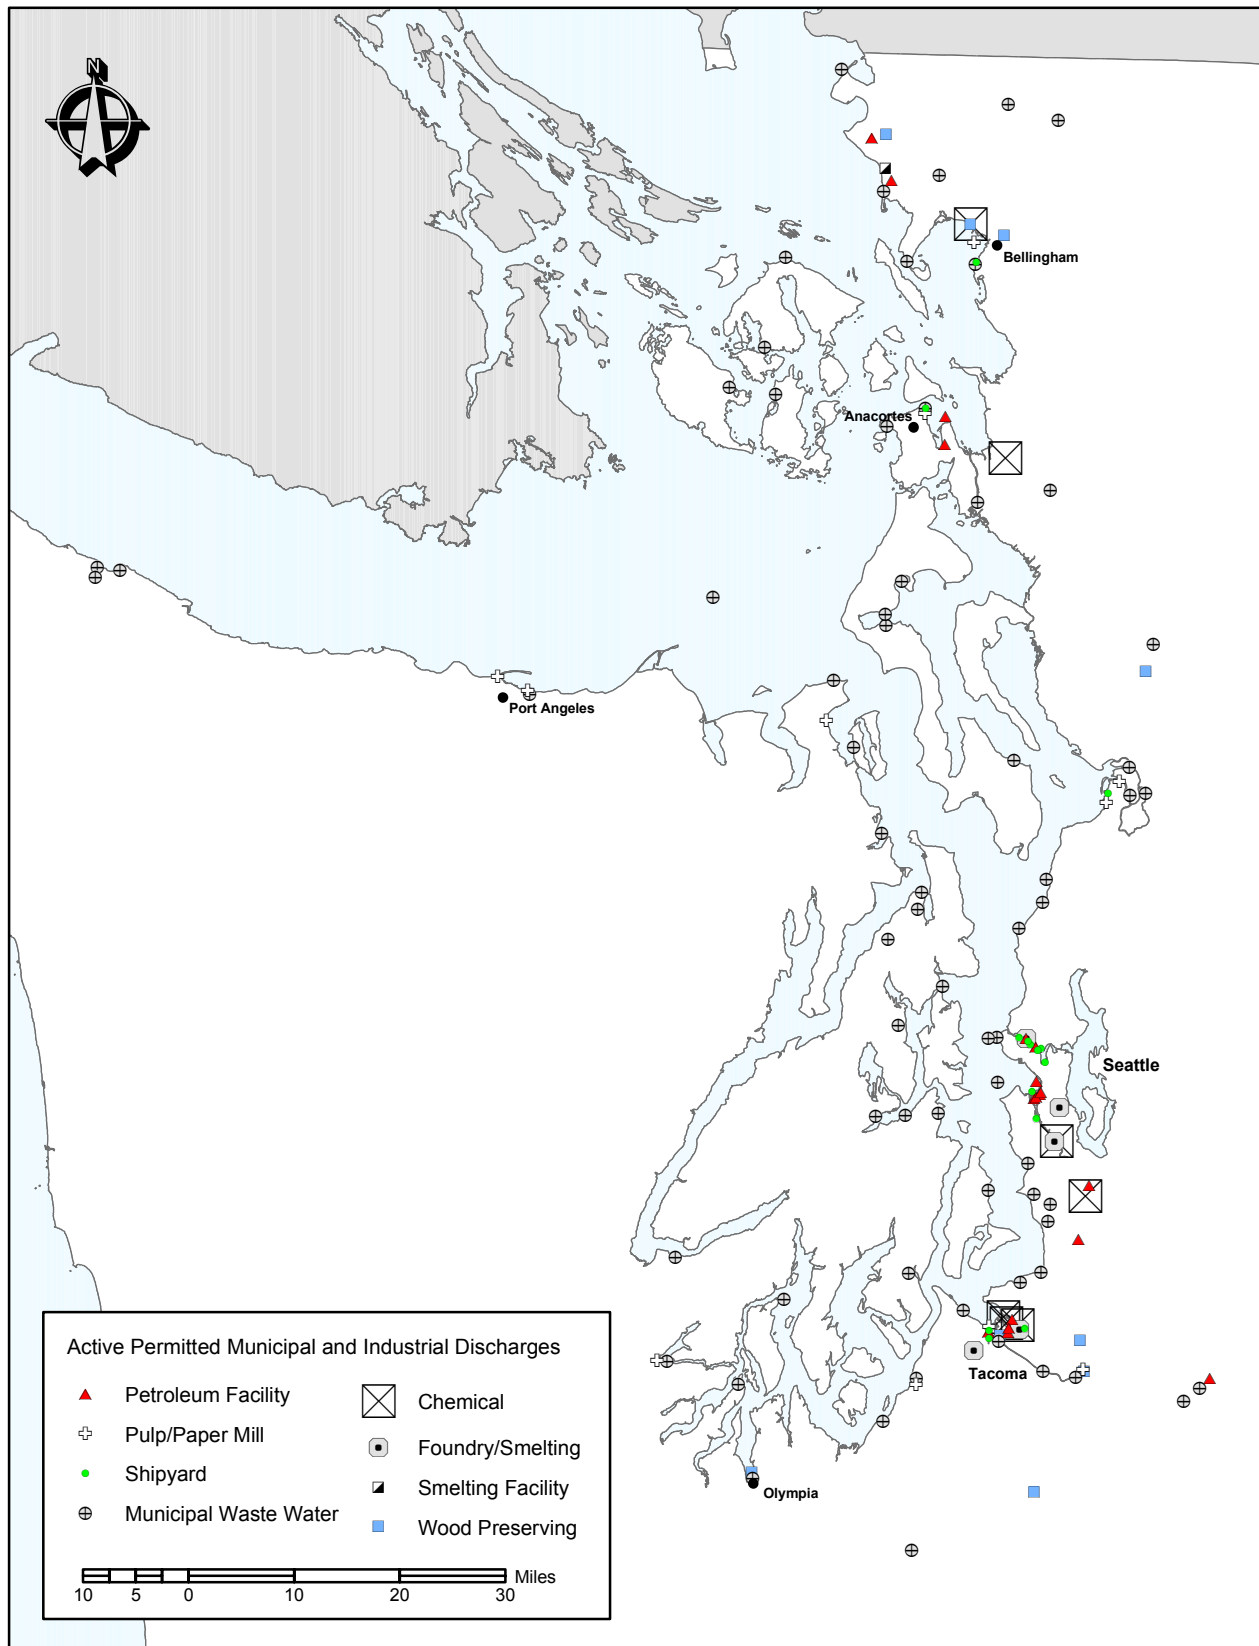 N
Bellingham
Anacortes
Port Angeles
Seattle
Tacoma
Olympia
Active Permitted Municipal and Industrial Discharges
Petroleum Facility
Pulp/Paper Mill
Shipyard
Municipal Waste Water
Chemical
Foundry/Smelting
Smelting Facility
Wood Preserving
Miles
10 5 0 10 20 30